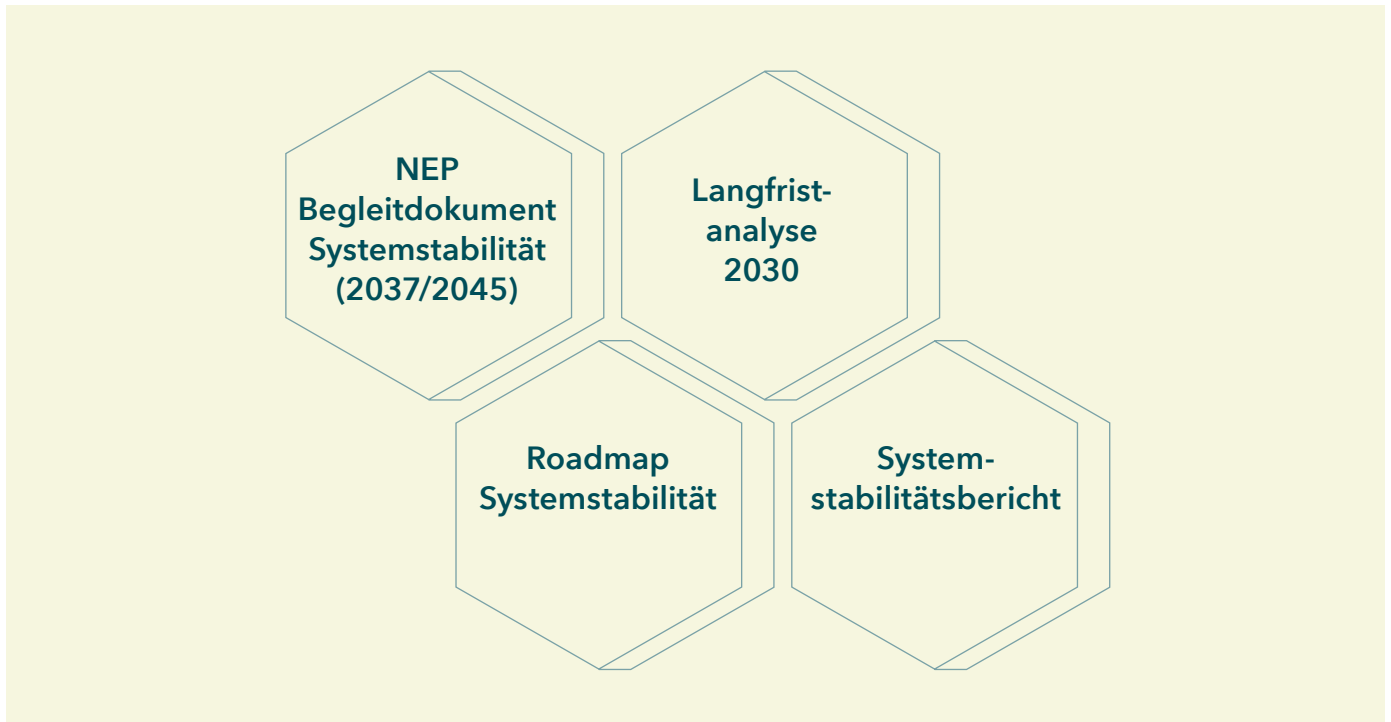 NEP
Begleitdokument
Systemstabilität
(2037/2045)
Langfrist-
analyse
2030
Roadmap
Systemstabilität
System-
stabilitätsbericht